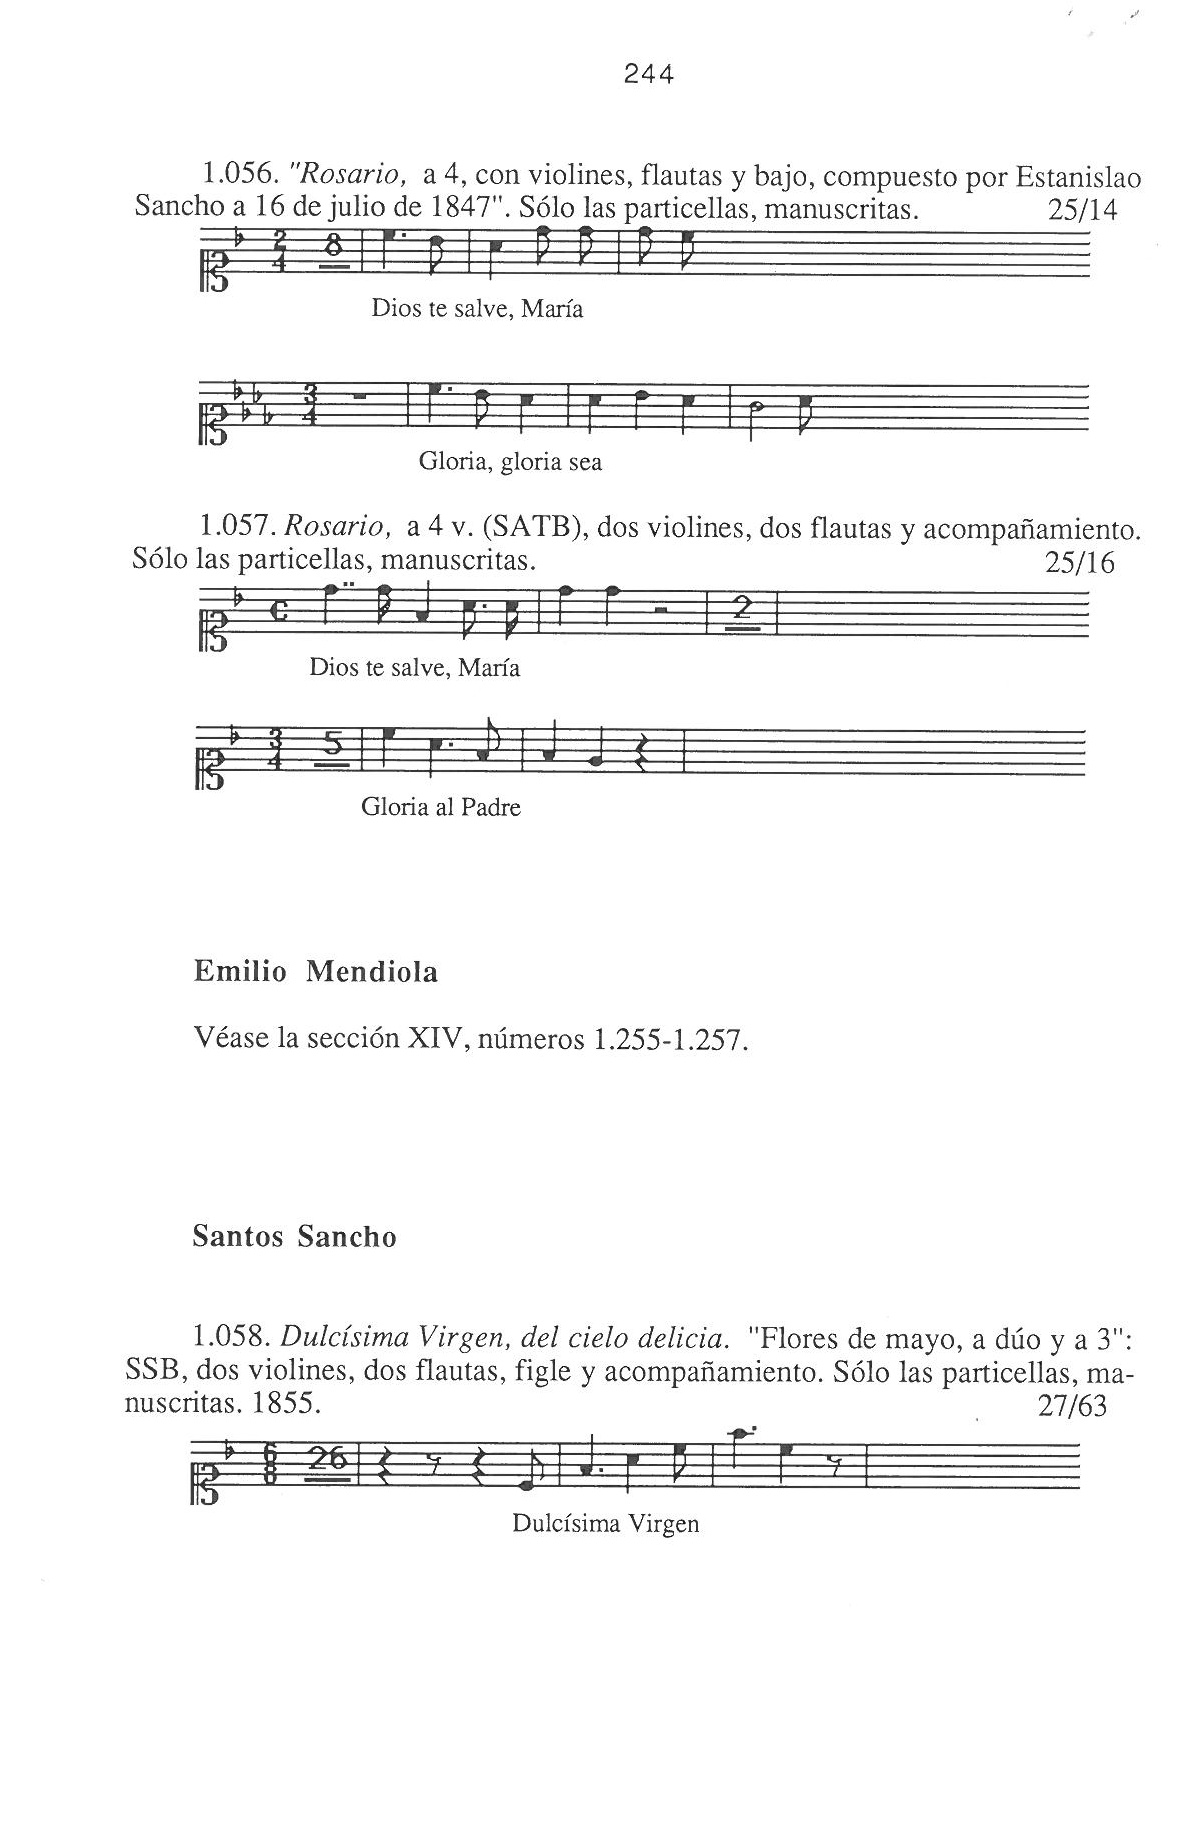 244
1.056. "Rosario, a 4, con violines, flautas y bajo, compuesto por Estanislao
Sancho a 16 de julio de 1847". Sólo las particellas, manuscritas. 25/14
2
4
8
Dios te salve, María
3
4
Gloria, gloria sea
1.057. Rosario, a 4 v. (SATB), dos violines, dos flautas y acompañamiento.
Sólo las particellas, manuscritas. 25/16
2
Dios te salve, María
3
4
5
Gloria al Padre
Emilio Mendiola
Véase la sección XIV, números 1.255-1.257.
Santos Sancho
1.058. Dulcísima Virgen, del cielo delicia. "Flores de mayo, a dúo y a 3":
SSB, dos violines, dos flautas, figle y acompañamiento. Sólo las particellas, ma-
nuscritas. 1855. 27/63
6
8
26
Dulcísima Virgen